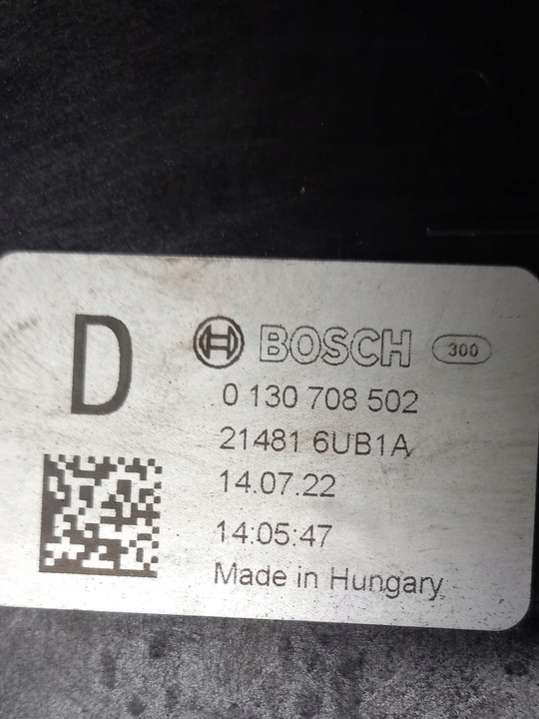 D
BOSCH 300
0 130 708 502
21481 6UB1A
14.07.22
14:05:47
Made in Hungary